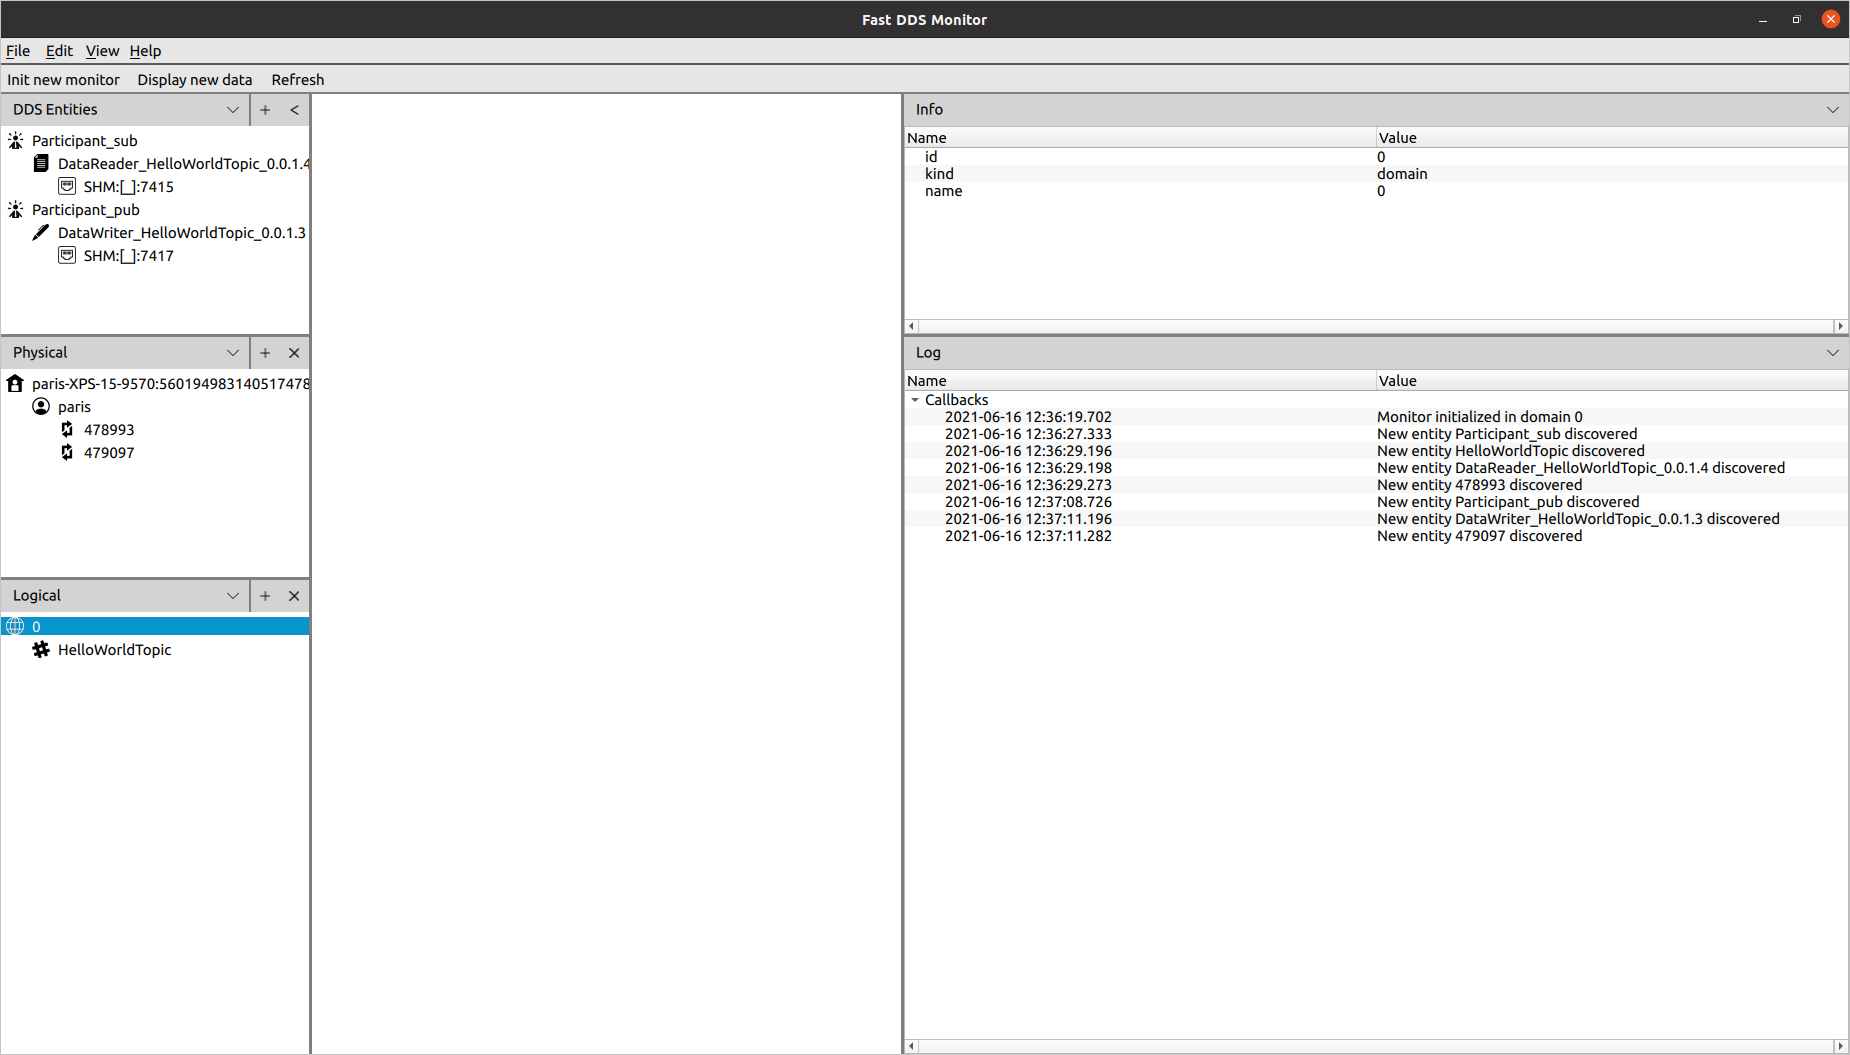 Fast DDS Monitor
File Edit View Help
Init new monitor Display new data Refresh
DDS Entities + <
Participant_sub
DataReader_HelloWorldTopic_0.0.1.4
SHM:[_]:7415
Participant_pub
DataWriter_HelloWorldTopic_0.0.1.3
SHM:[_]:7417
Physical
paris-XPS-15-9570:560194983140517478
paris
478993
479097
Logical
0
HelloWorldTopic
Info
Name Value
id 0
kind domain
name 0
Log
Name Value
Callbacks
2021-06-16 12:36:19.702 Monitor initialized in domain 0
2021-06-16 12:36:27.333 New entity Participant_sub discovered
2021-06-16 12:36:29.196 New entity HelloWorldTopic discovered
2021-06-16 12:36:29.198 New entity DataReader_HelloWorldTopic_0.0.1.4 discovered
2021-06-16 12:36:29.273 New entity 478993 discovered
2021-06-16 12:37:08.726 New entity Participant_pub discovered
2021-06-16 12:37:11.196 New entity DataWriter_HelloWorldTopic_0.0.1.3 discovered
2021-06-16 12:37:11.282 New entity 479097 discovered